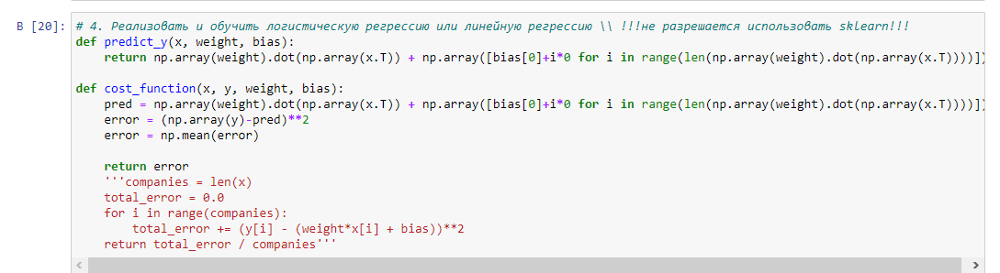 В [20]:
# 4. Реализовать и обучить логистическую регрессию или линейную регрессию \\ !!!не разрешается использовать sklearn!!!
def predict_y(x, weight, bias):
    return np.array(weight).dot(np.array(x.T)) + np.array([bias[0]+i*0 for i in range(len(np.array(weight).dot(np.array(x.T))))])
def cost_function(x, y, weight, bias):
    pred = np.array(weight).dot(np.array(x.T)) + np.array([bias[0]+i*0 for i in range(len(np.array(weight).dot(np.array(x.T))))])
    error = (np.array(y)-pred)**2
    error = np.mean(error)
    return error
    '''companies = len(x)
    total_error = 0.0
    for i in range(companies):
        total_error += (y[i] - (weight*x[i] + bias))**2
    return total_error / companies'''